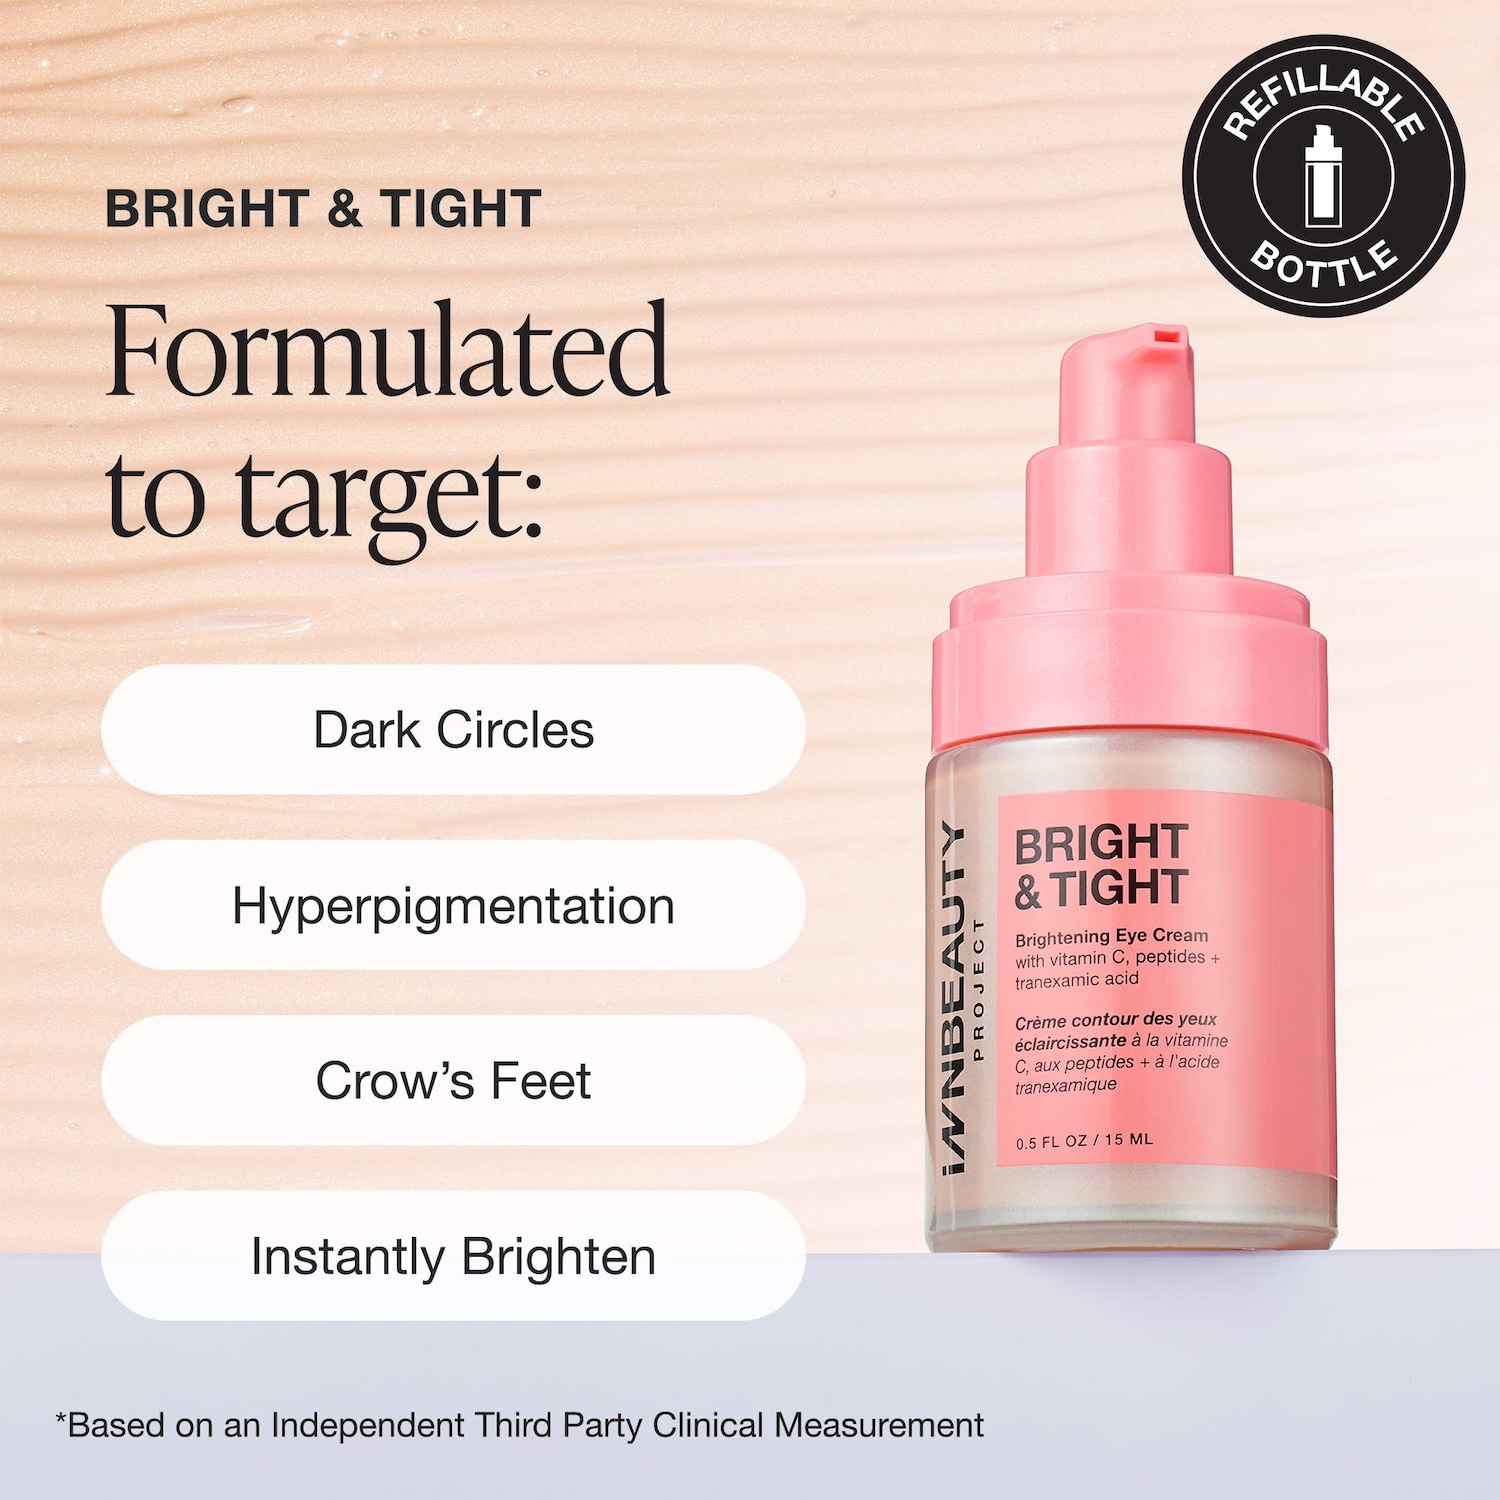 REFILLABLE
BOTTLE
BRIGHT & TIGHT
Formulated
to target:
Dark Circles
Hyperpigmentation
Crow’s Feet
Instantly Brighten
*Based on an Independent Third Party Clinical Measurement
iNNBEAUTY
PROJECT
BRIGHT
& TIGHT
Brightening Eye Cream
with vitamin C, peptides +
tranexamic acid
Crème contour des yeux
éclaircissante à la vitamine
C, aux peptides + à l'acide
tranexamique
0.5 FL OZ / 15 ML